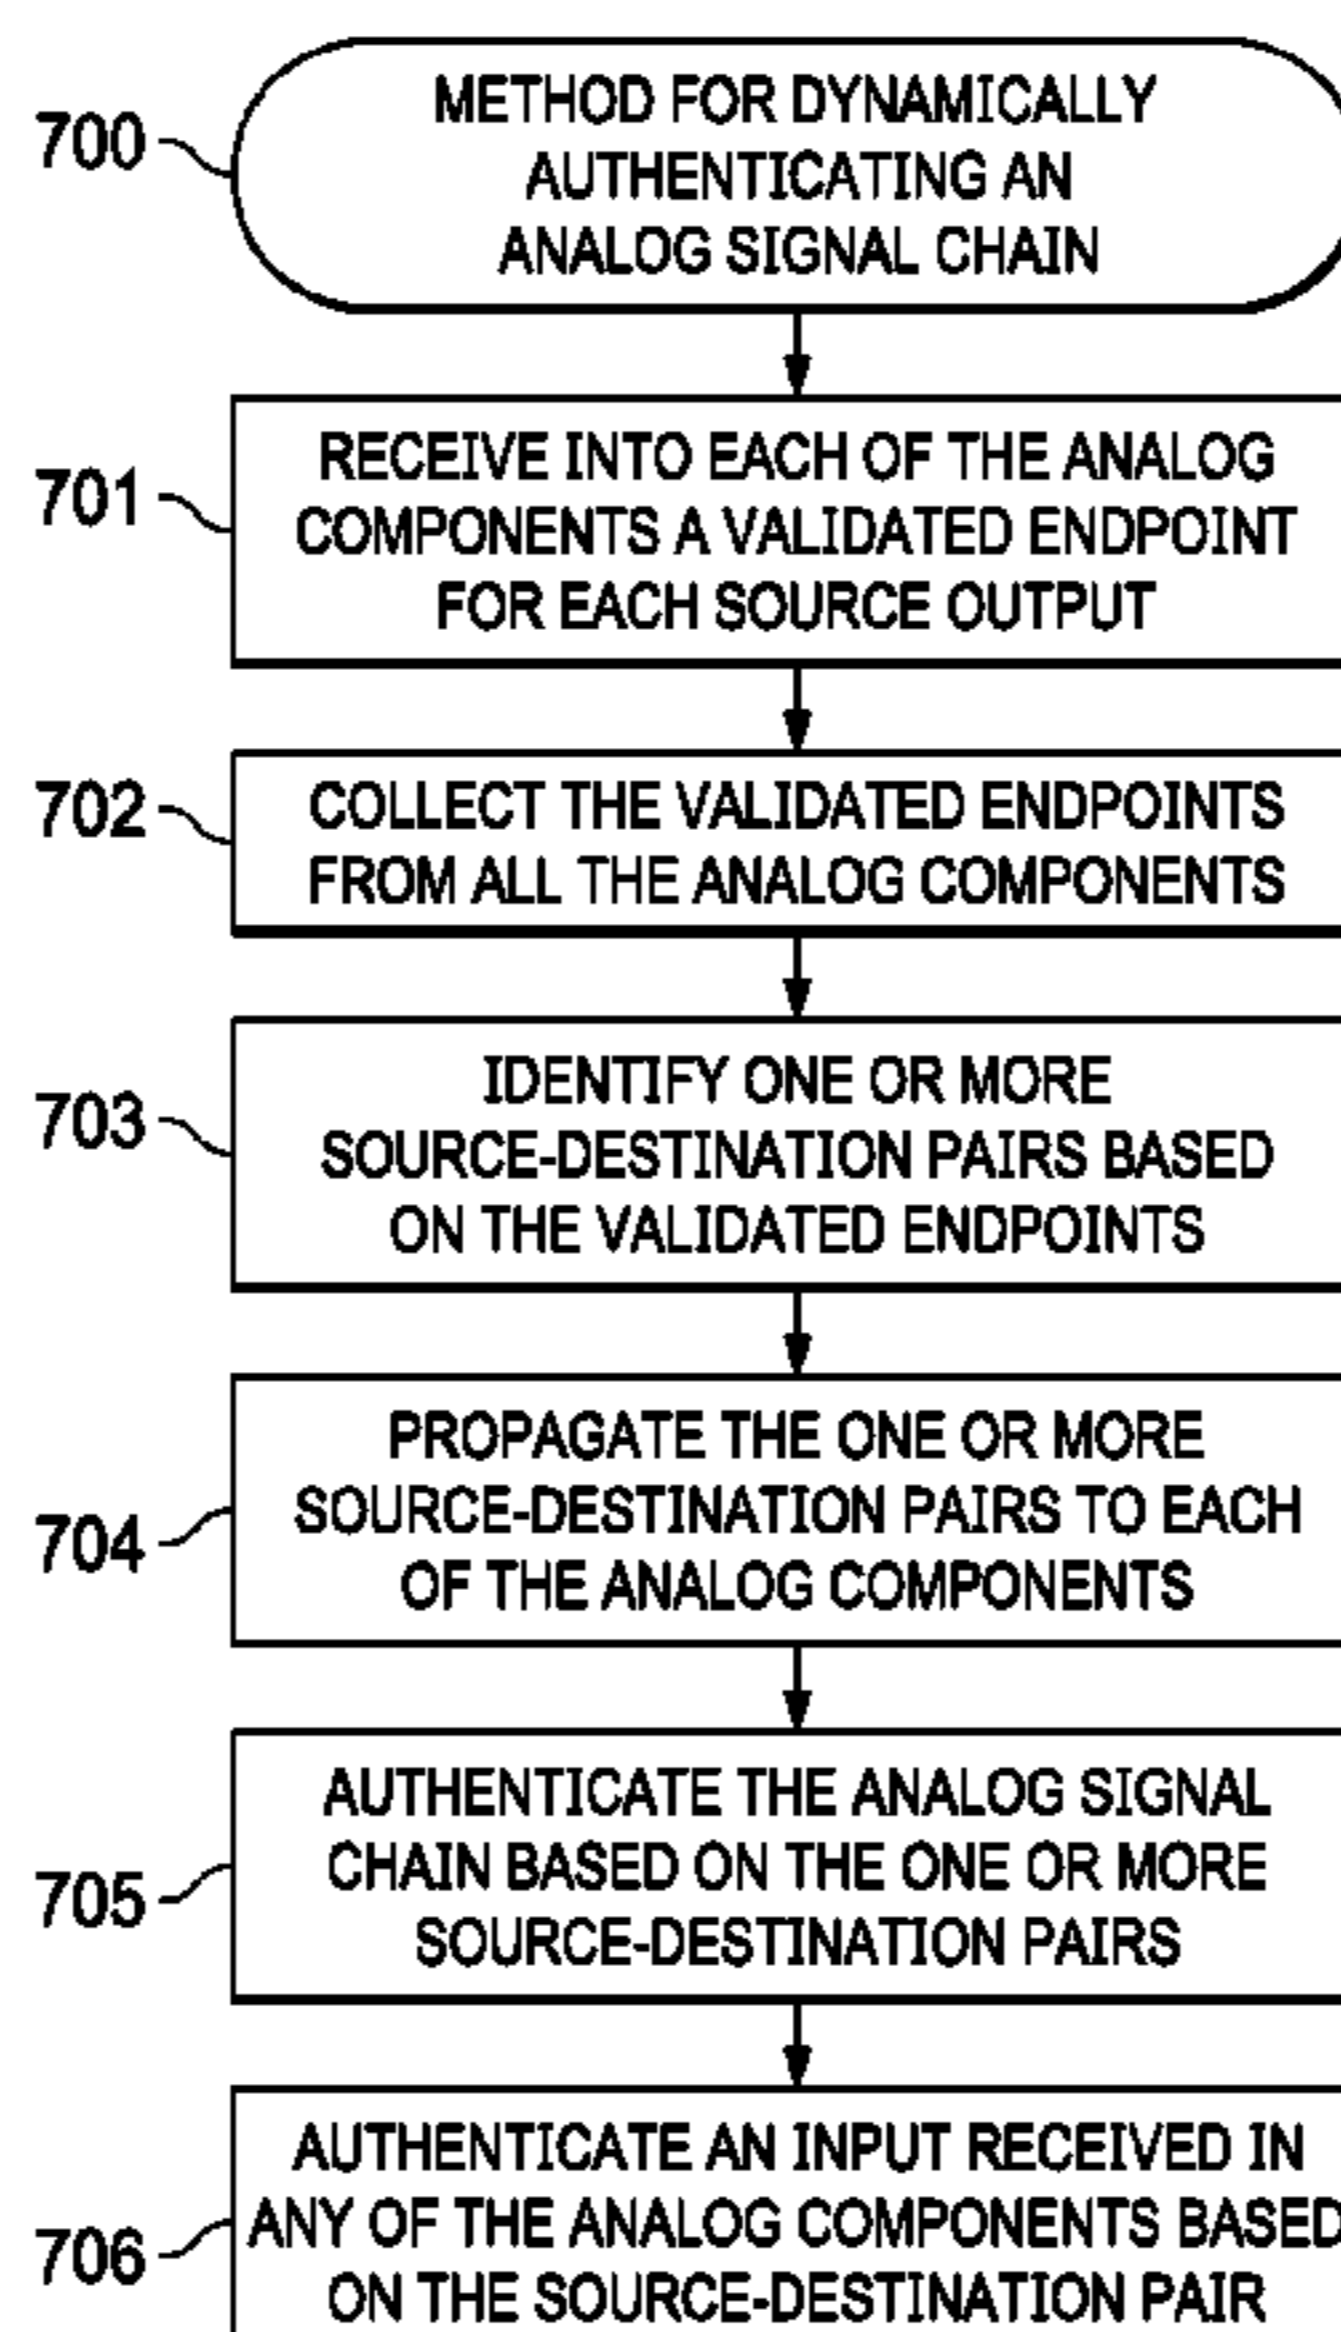 700
METHOD FOR DYNAMICALLY
AUTHENTICATING AN
ANALOG SIGNAL CHAIN
701
RECEIVE INTO EACH OF THE ANALOG
COMPONENTS A VALIDATED ENDPOINT
FOR EACH SOURCE OUTPUT
702
COLLECT THE VALIDATED ENDPOINTS
FROM ALL THE ANALOG COMPONENTS
703
IDENTIFY ONE OR MORE
SOURCE-DESTINATION PAIRS BASED
ON THE VALIDATED ENDPOINTS
704
PROPAGATE THE ONE OR MORE
SOURCE-DESTINATION PAIRS TO EACH
OF THE ANALOG COMPONENTS
705
AUTHENTICATE THE ANALOG SIGNAL
CHAIN BASED ON THE ONE OR MORE
SOURCE-DESTINATION PAIRS
706
AUTHENTICATE AN INPUT RECEIVED IN
ANY OF THE ANALOG COMPONENTS BASED
ON THE SOURCE-DESTINATION PAIR